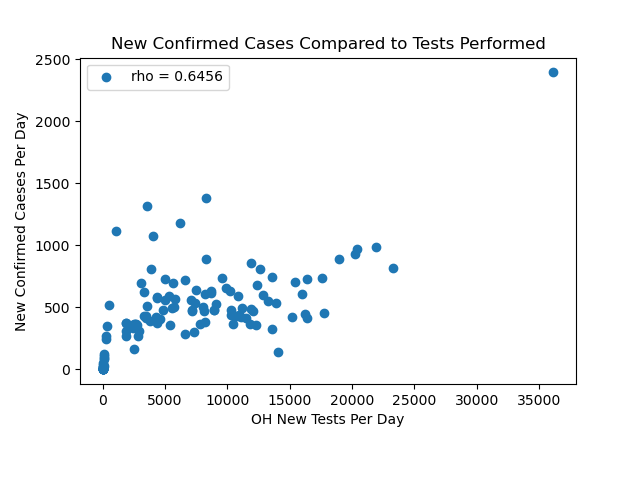 New Confirmed Cases Compared to Tests Performed
rho = 0.6456
New Confirmed Caeses Per Day
2500
2000
1500
1000
500
0
0 5000 10000 15000 20000 25000 30000 35000
OH New Tests Per Day